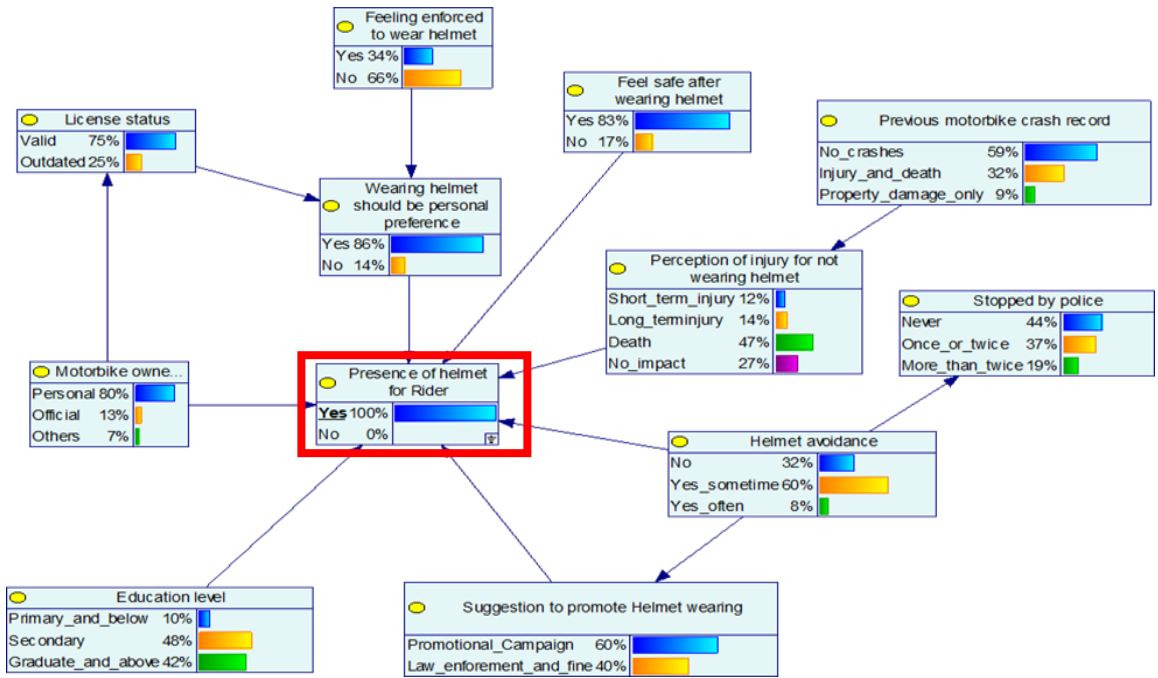 Feeling enforced
to wear helmet
Yes 34%
No 66%
Feel safe after
wearing helmet
Yes 83%
No 17%
License status
Valid 75%
Outdated 25%
Previous motorbike crash record
No_crashes 59%
Injury_and_death 32%
Property_damage_only 9%
Wearing helmet
should be personal
preference
Yes 86%
No 14%
Perception of injury for not
wearing helmet
Short_term_injury 12%
Long_terminjury 14%
Death 47%
No_impact 27%
Stopped by police
Never 44%
Once_or_twice 37%
More_than_twice 19%
Motorbike owne...
Personal 80%
Official 13%
Others 7%
Presence of helmet
for Rider
Yes 100%
No 0%
Helmet avoidance
No 32%
Yes_sometime 60%
Yes_often 8%
Education level
Primary_and_below 10%
Secondary 48%
Graduate_and_above 42%
Suggestion to promote Helmet wearing
Promotional_Campaign 60%
Law_enforement_and_fine 40%